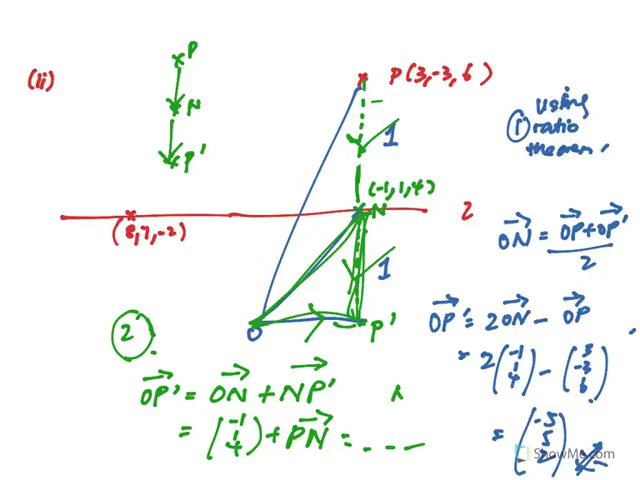 (ii)
P
N
P'
P(3,-3,6)
① Using
ratio
theorem,
1
(-1,1,4)
N
l
(8,7,-2)
1
O
P'
→ON = (→OP + →OP')/2
→OP' = 2→ON - →OP
= 2(-1 1 4) - (3 -3 6)
= (-5 5 2)
②
→OP' = →ON + →NP'
= (-1 1 4) + →PN = ----
ShowMe.com